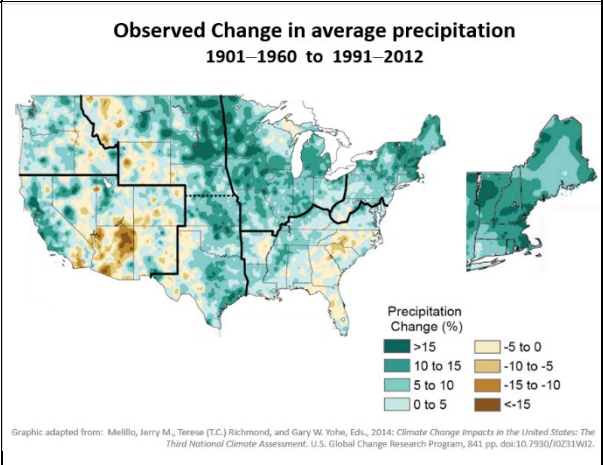 Observed Change in average precipitation
1901–1960 to 1991–2012
Precipitation
Change (%)
>15
10 to 15
5 to 10
0 to 5
-5 to 0
-10 to -5
-15 to -10
<-15
Graphic adapted from: Melillo, Jerry M., Terese (T.C.) Richmond, and Gary W. Yohe, Eds., 2014: Climate Change Impacts in the United States: The
Third National Climate Assessment. U.S. Global Change Research Program, 841 pp. doi:10.7930/J0Z31WJ2.